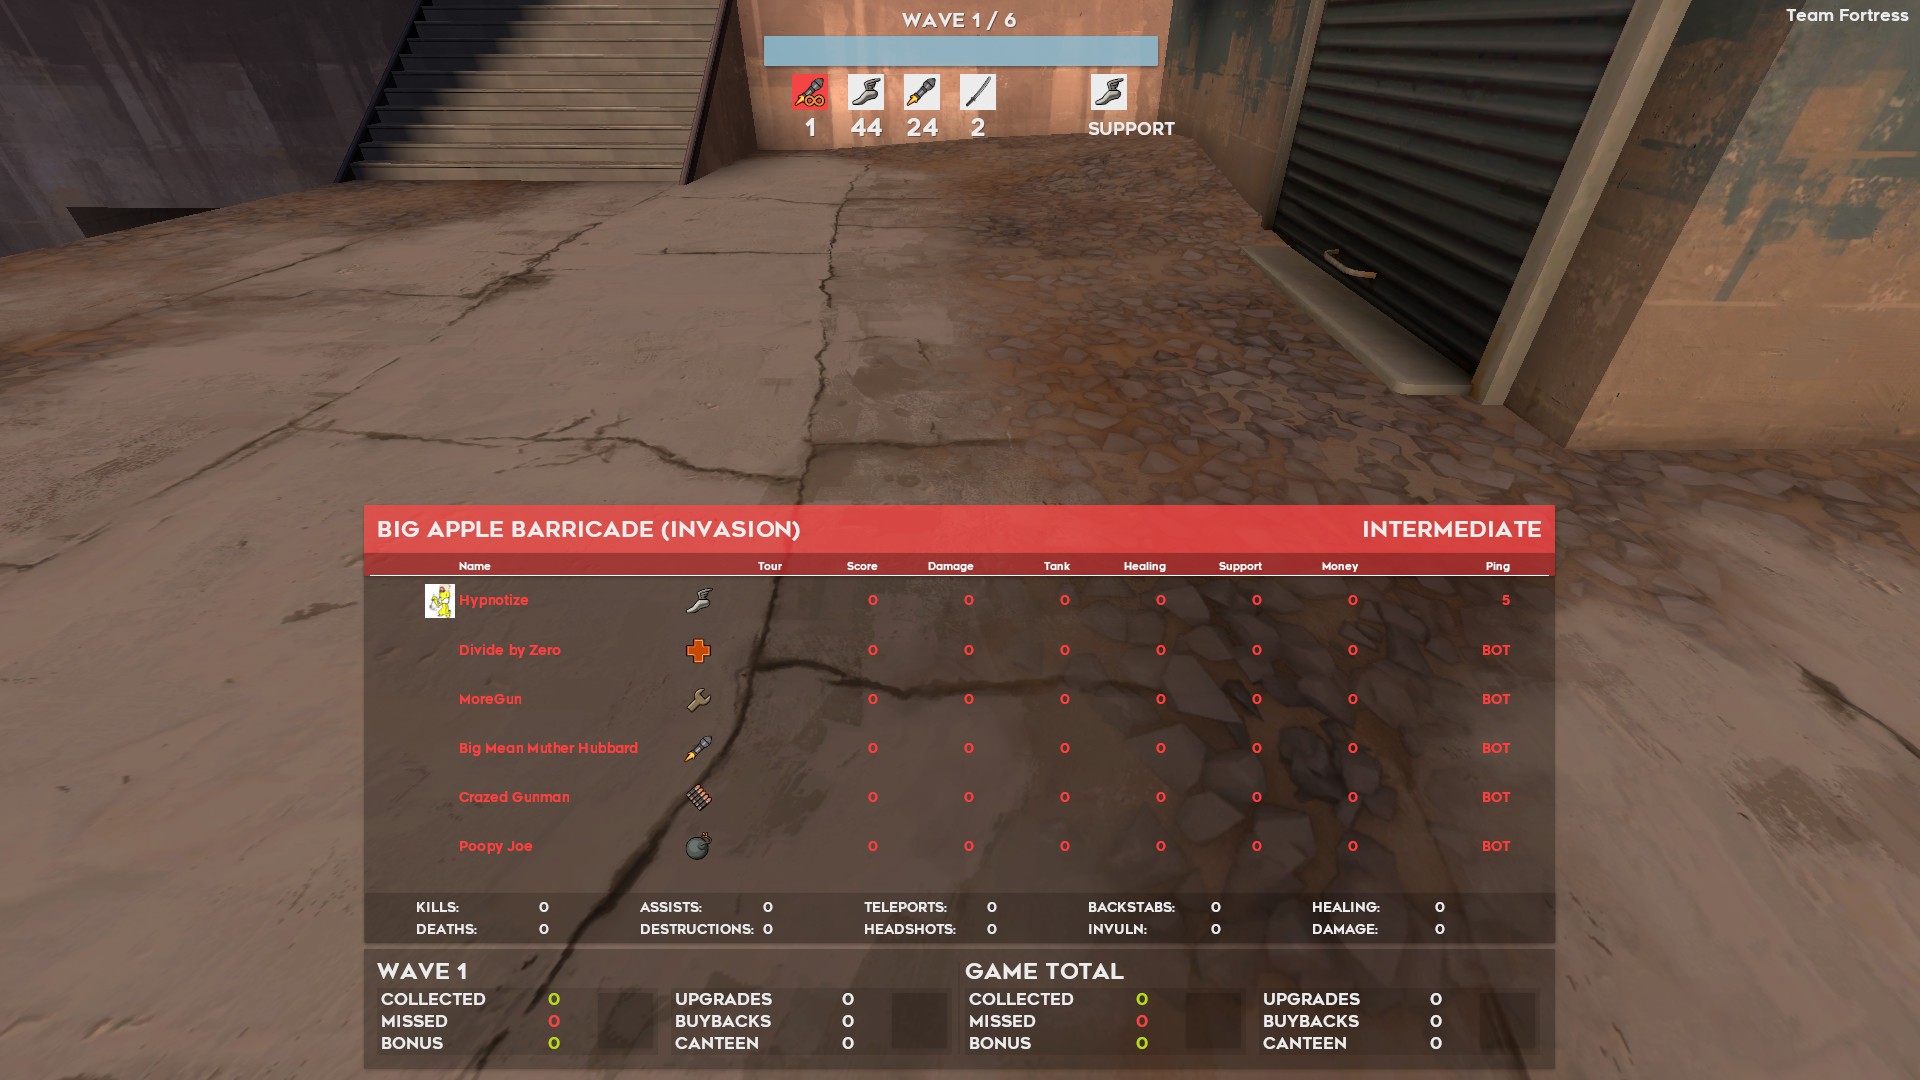 Team Fortress
WAVE 1 / 6
1 44 24 2 SUPPORT
BIG APPLE BARRICADE (INVASION) INTERMEDIATE
Name Tour Score Damage Tank Healing Support Money Ping
Hypnotize 0 0 0 0 0 0 5
Divide by Zero 0 0 0 0 0 0 BOT
MoreGun 0 0 0 0 0 0 BOT
Big Mean Muther Hubbard 0 0 0 0 0 0 BOT
Crazed Gunman 0 0 0 0 0 0 BOT
Poopy Joe 0 0 0 0 0 0 BOT
KILLS: 0 ASSISTS: 0 TELEPORTS: 0 BACKSTABS: 0 HEALING: 0
DEATHS: 0 DESTRUCTIONS: 0 HEADSHOTS: 0 INVULN: 0 DAMAGE: 0
WAVE 1 GAME TOTAL
COLLECTED 0 UPGRADES 0 COLLECTED 0 UPGRADES 0
MISSED 0 BUYBACKS 0 MISSED 0 BUYBACKS 0
BONUS 0 CANTEEN 0 BONUS 0 CANTEEN 0